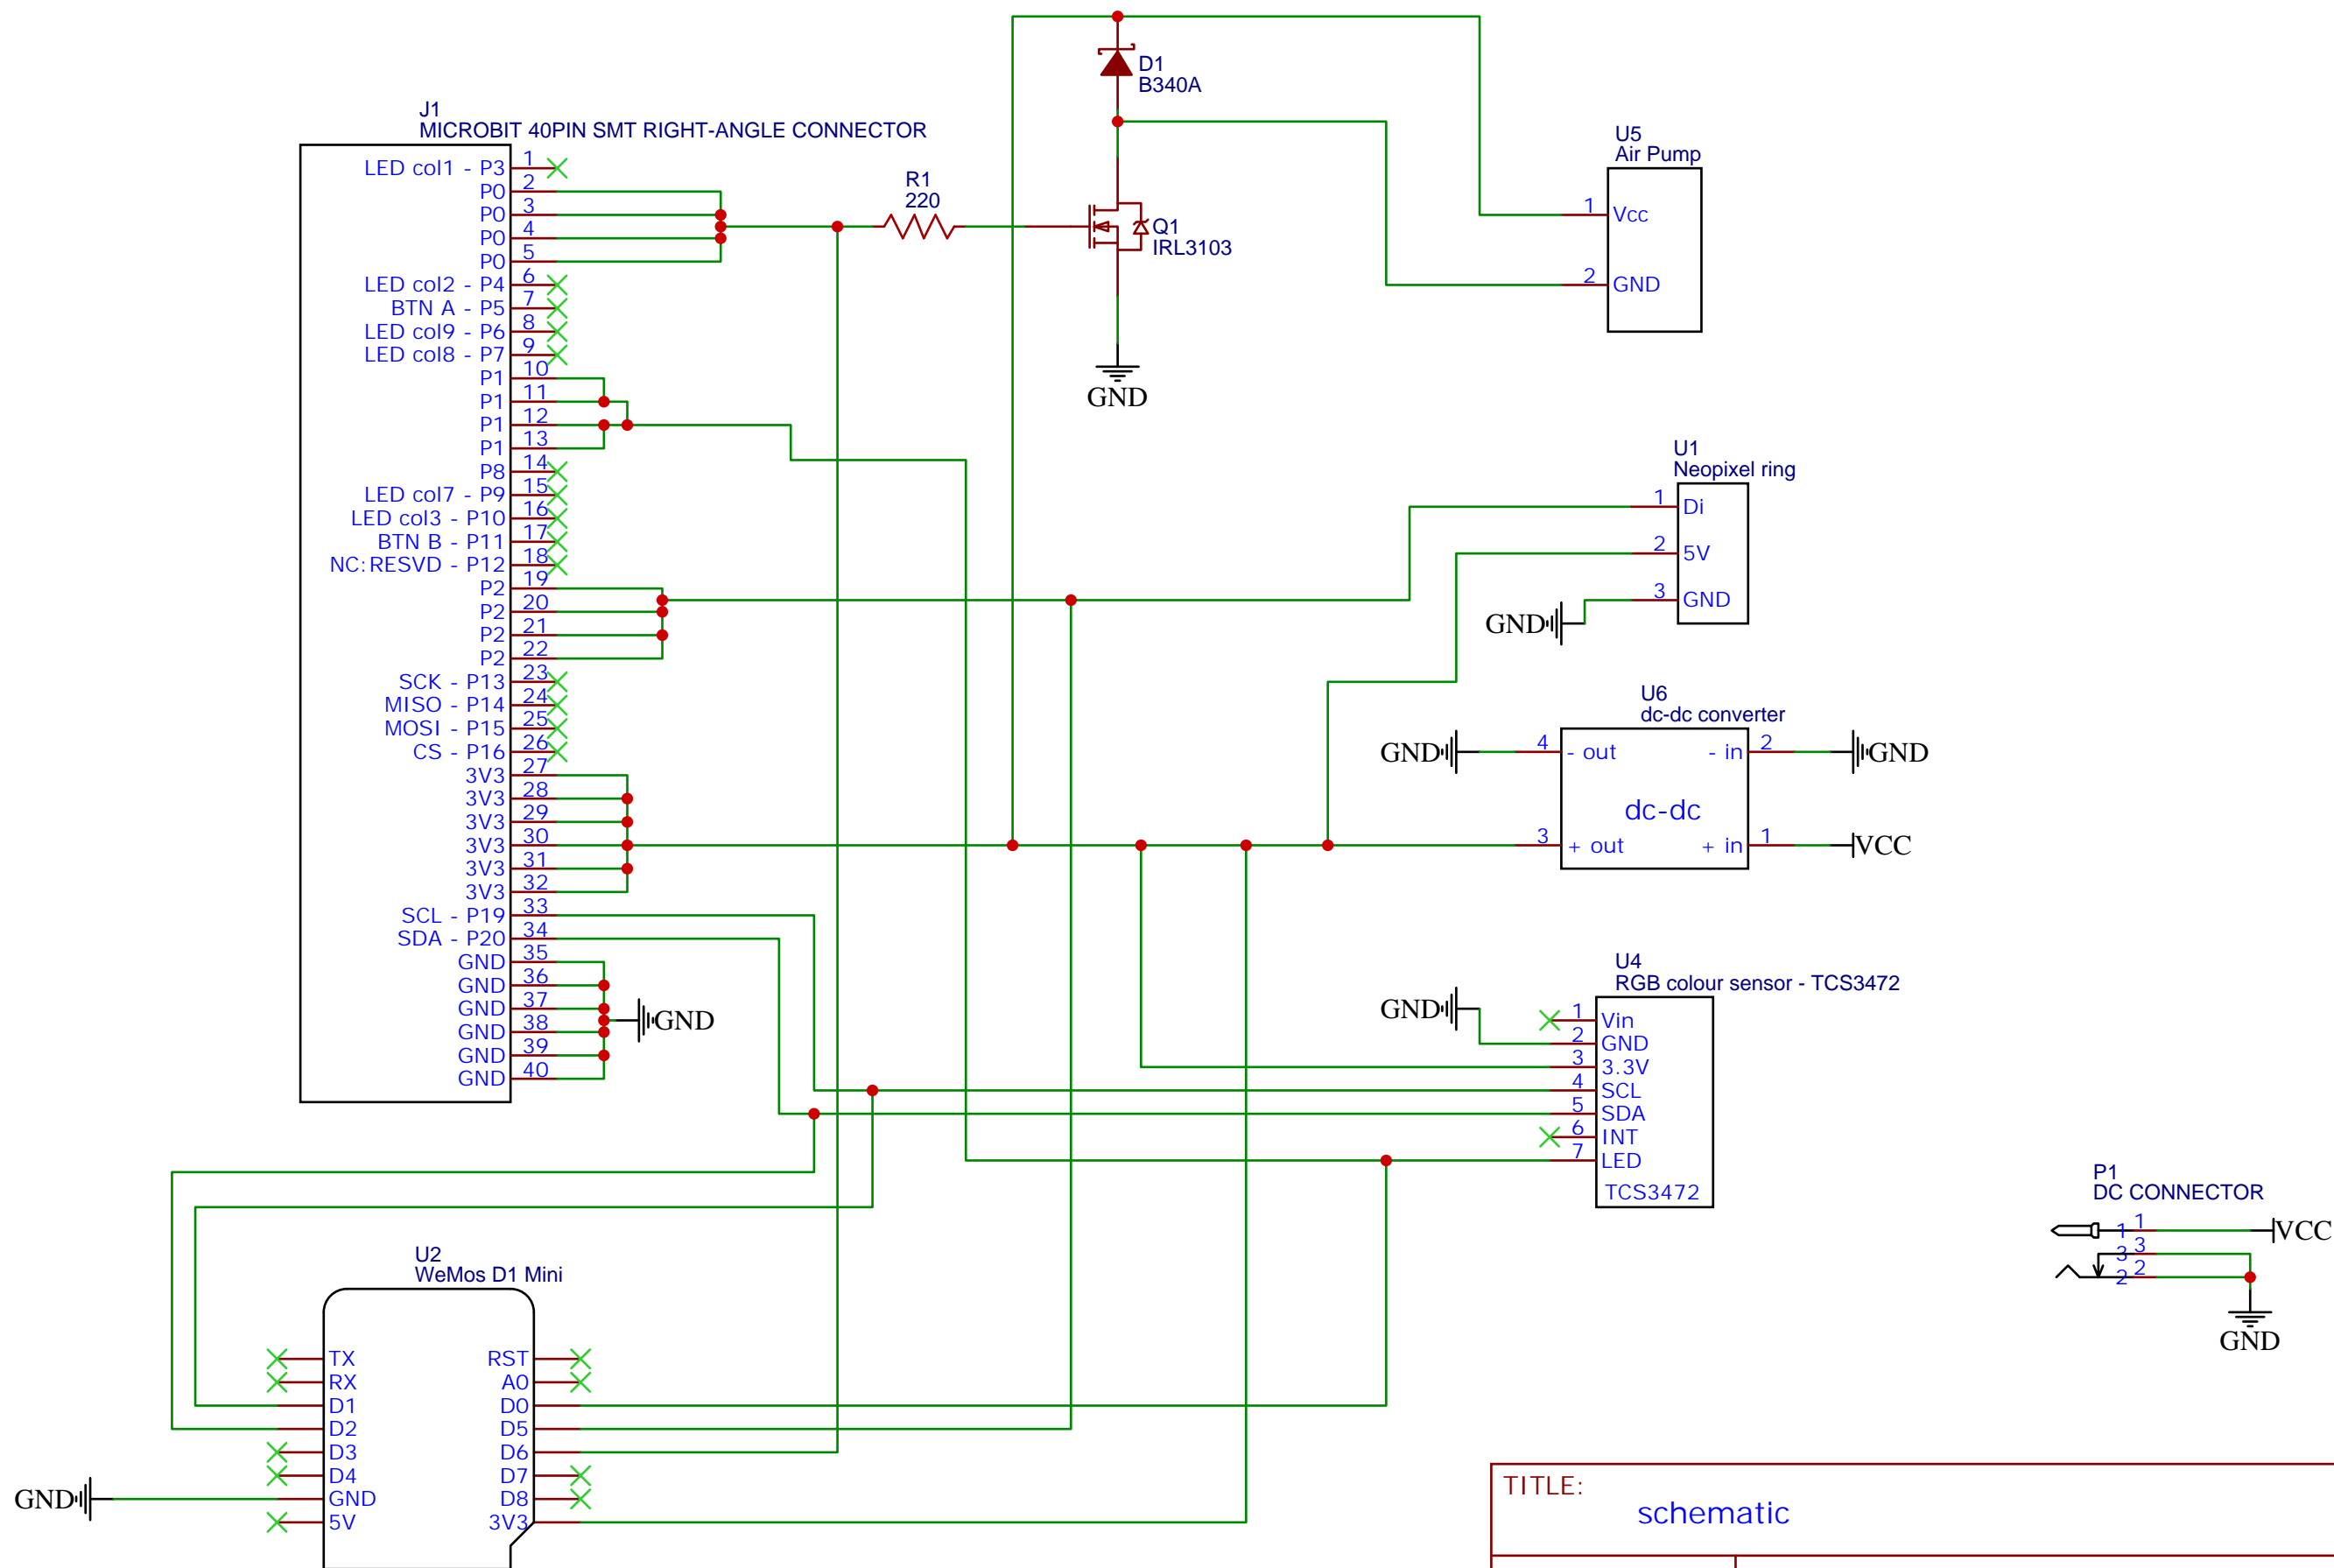 J1
MICROBIT 40PIN SMT RIGHT-ANGLE CONNECTOR
LED col1 - P3 1
P0 2
P0 3
P0 4
P0 5
LED col2 - P4 6
BTN A - P5 7
LED col9 - P6 8
LED col8 - P7 9
P1 10
P1 11
P1 12
P1 13
P8 14
LED col7 - P9 15
LED col3 - P10 16
BTN B - P11 17
NC:RESVD - P12 18
P2 19
P2 20
P2 21
P2 22
SCK - P13 23
MISO - P14 24
MOSI - P15 25
CS - P16 26
3V3 27
3V3 28
3V3 29
3V3 30
3V3 31
3V3 32
SCL - P19 33
SDA - P20 34
GND 35
GND 36
GND 37
GND 38
GND 39
GND 40
GND
R1
220
D1
B340A
Q1
IRL3103
GND
U5
Air Pump
1 Vcc
2 GND
U1
Neopixel ring
1 Di
2 5V
3 GND
GND
U6
dc-dc converter
GND 4 - out - in 2 GND
dc-dc
3 + out + in 1 VCC
U4
RGB colour sensor - TCS3472
GND
1 Vin
2 GND
3 3.3V
4 SCL
5 SDA
6 INT
7 LED
TCS3472
P1
DC CONNECTOR
1 1 VCC
3 3
2 2
GND
U2
WeMos D1 Mini
TX RST
RX A0
D1 D0
D2 D5
D3 D6
D4 D7
GND GND D8
5V 3V3
TITLE:
schematic